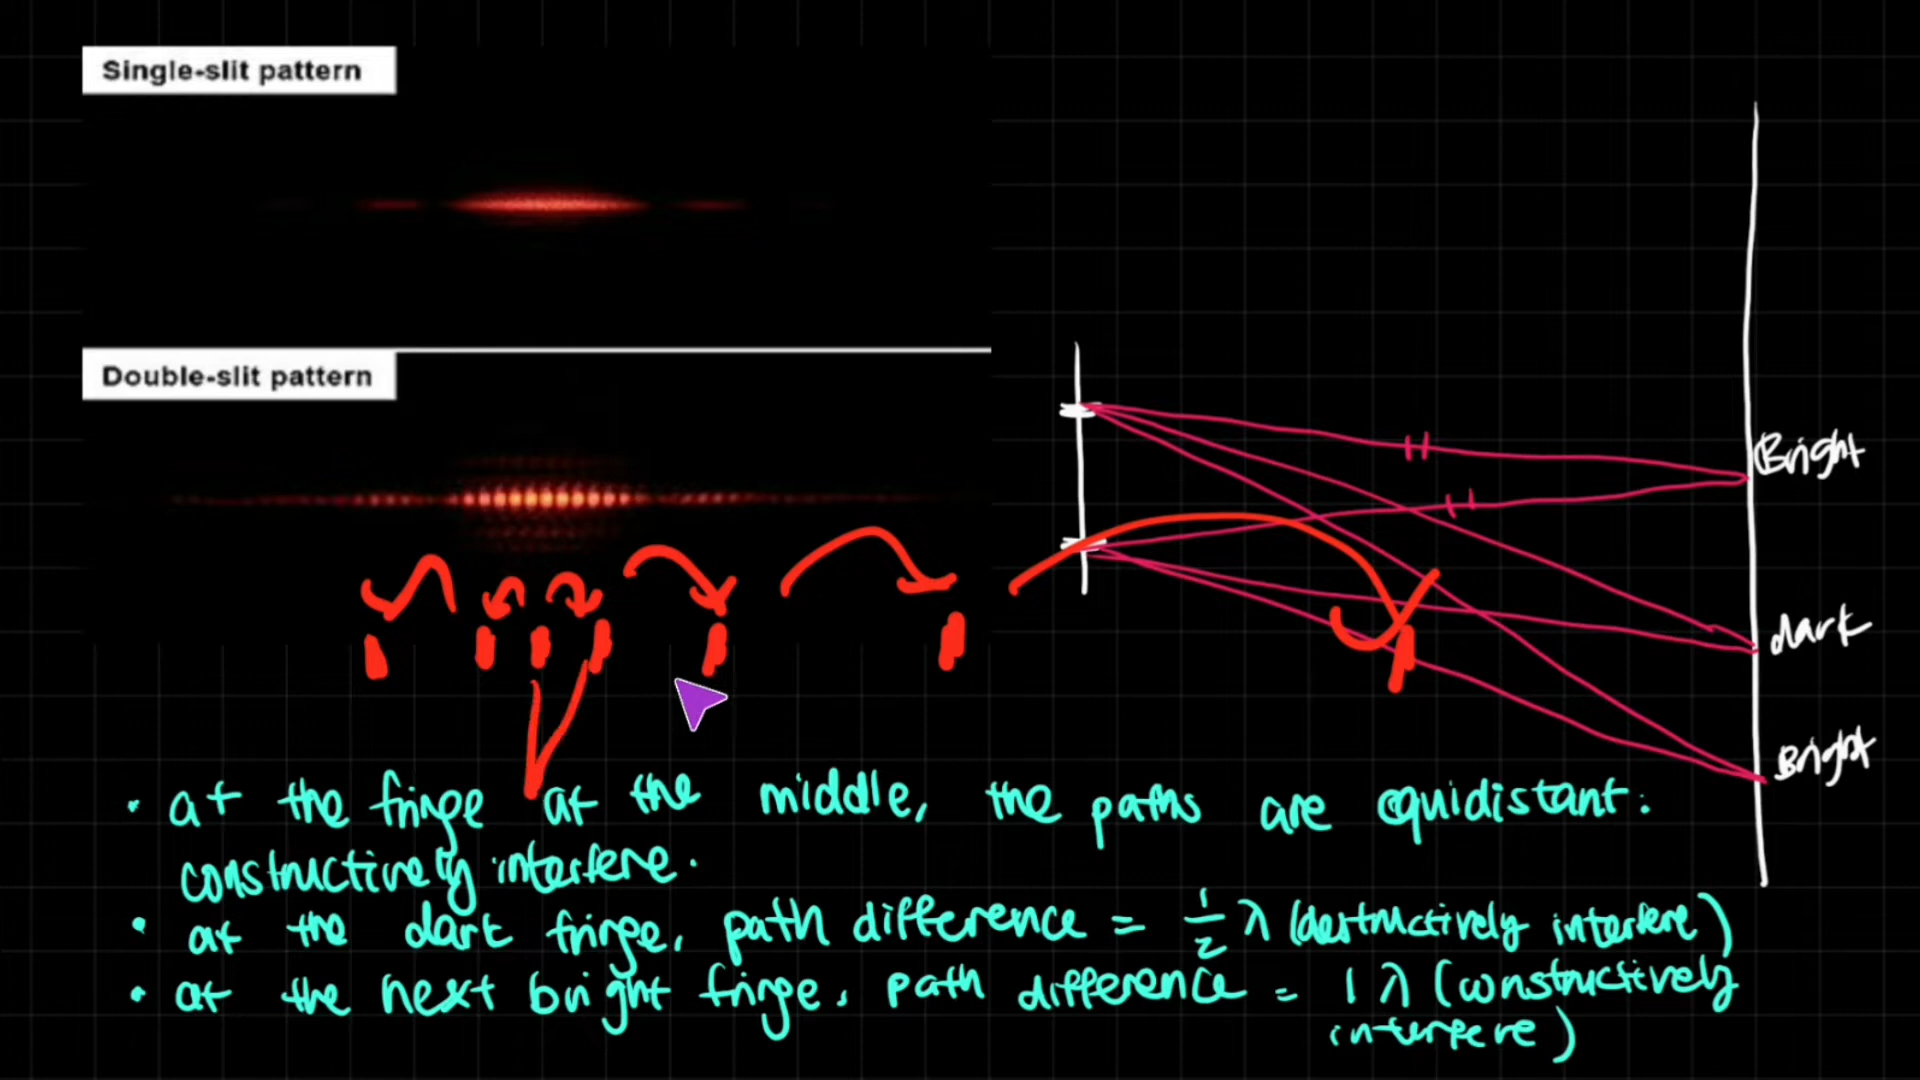 Single-slit pattern
Double-slit pattern
Bright
dark
Bright
• at the fringe at the middle, the paths are equidistant:
constructively interfere.
• at the dark fringe, path difference = 1/2 λ (destructively interfere)
• at the next bright fringe, path difference = 1 λ (constructively
interfere)